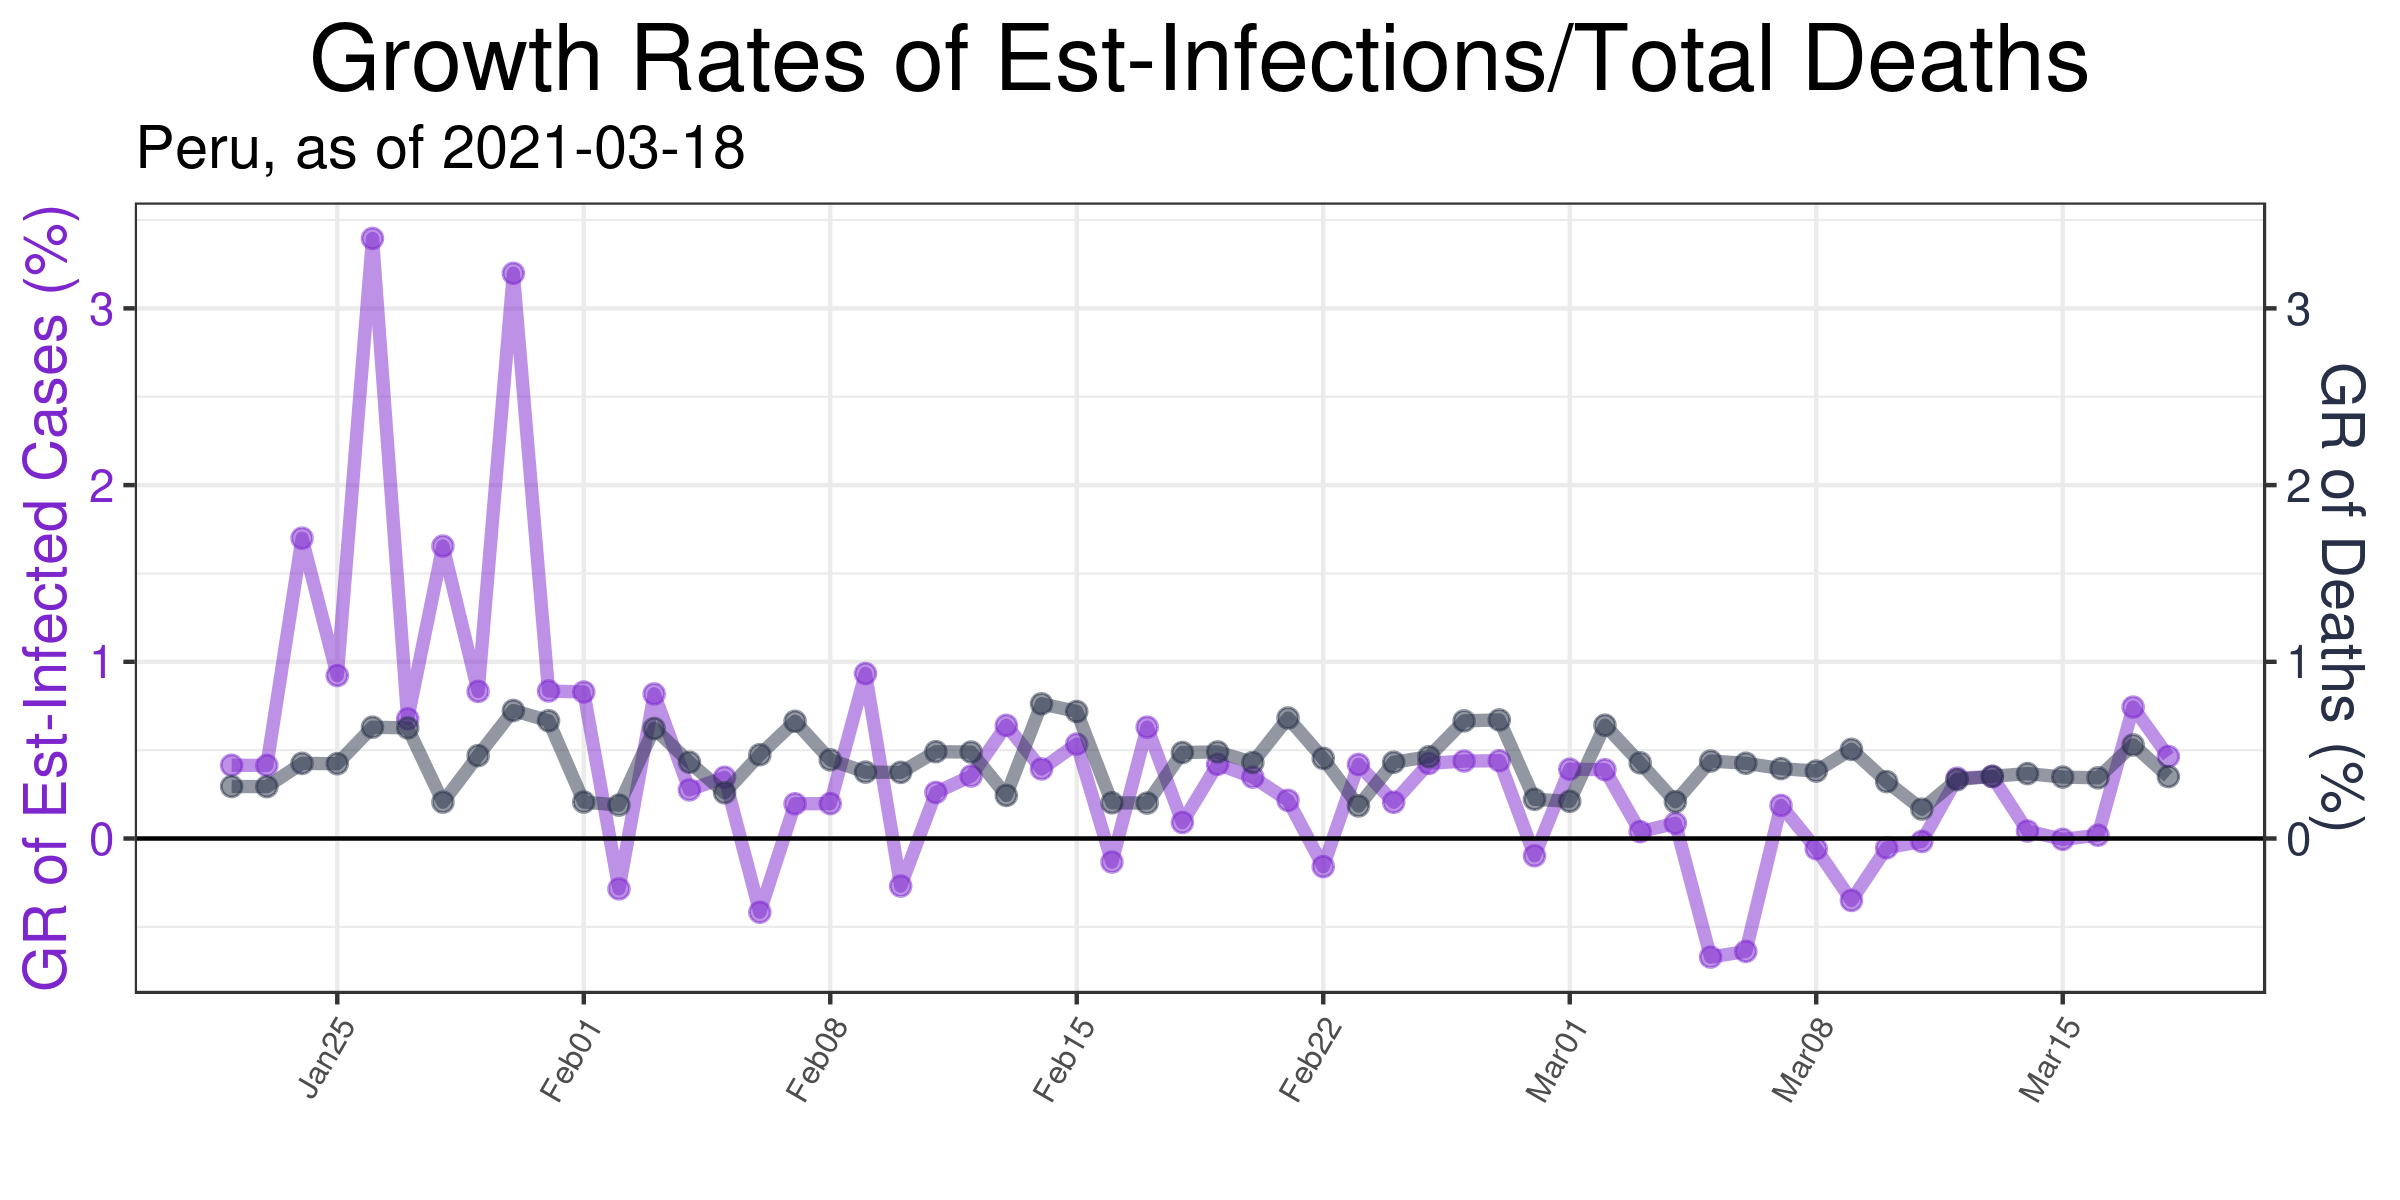 Growth Rates of Est-Infections/Total Deaths
Peru, as of 2021-03-18
GR of Est-Infected Cases (%)
3
2
1
0
3
2
1
0
GR of Deaths (%)
Jan25
Feb01
Feb08
Feb15
Feb22
Mar01
Mar08
Mar15